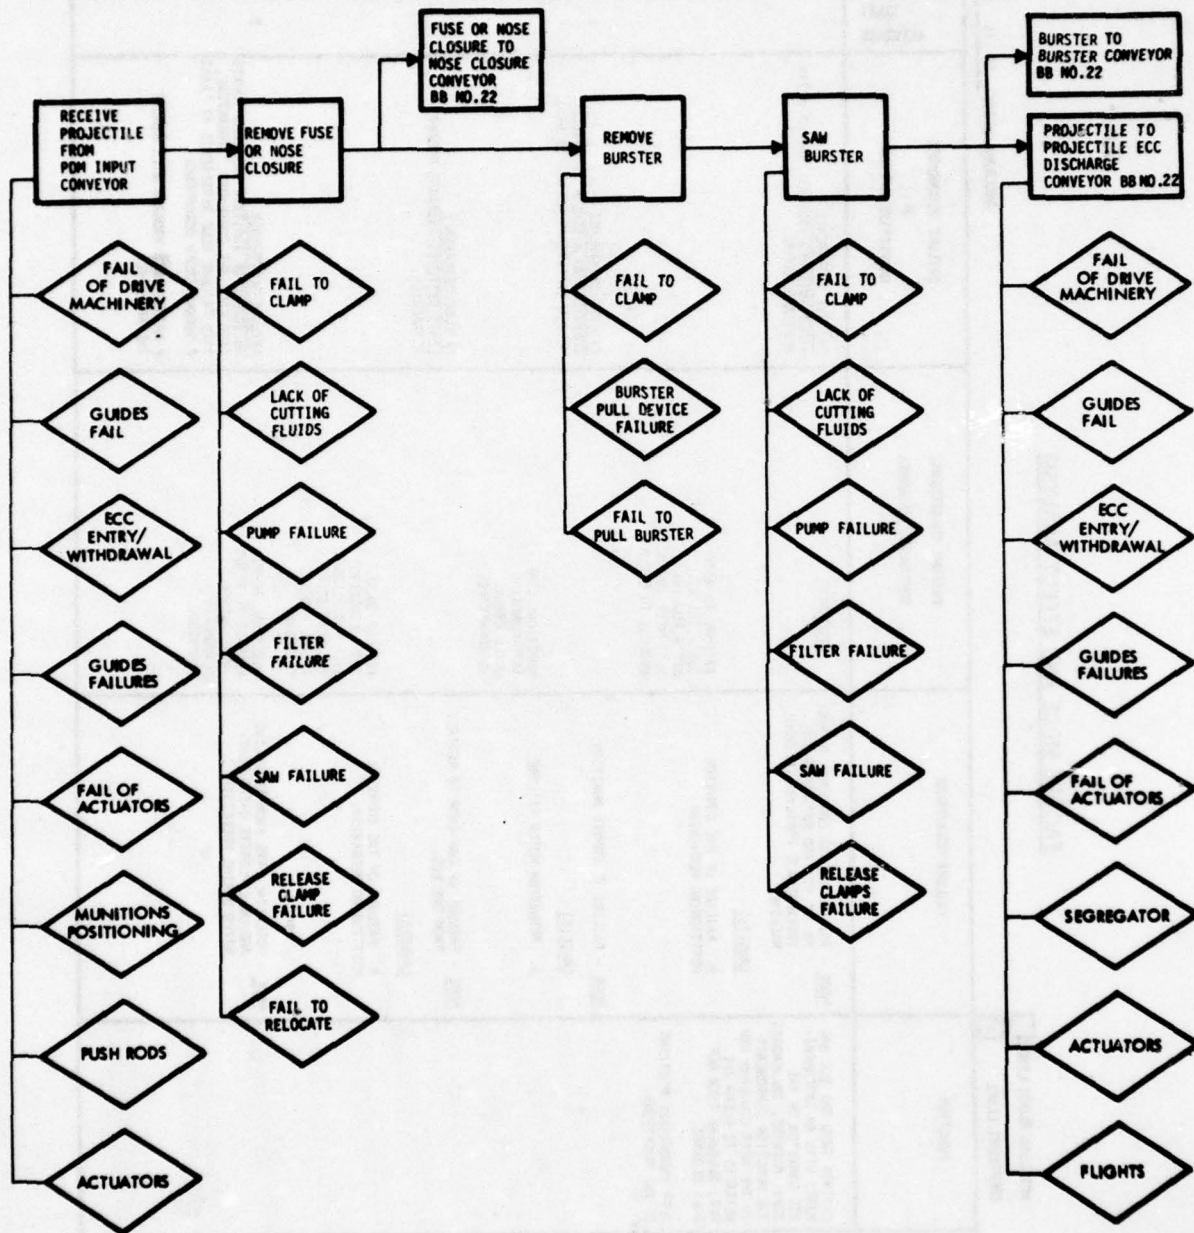 FUSE OR NOSE
CLOSURE TO
NOSE CLOSURE
CONVEYOR
BB NO.22
BURSTER TO
BURSTER CONVEYOR
BB NO.22
RECEIVE
PROJECTILE
FROM
PDM INPUT
CONVEYOR
REMOVE FUSE
OR NOSE
CLOSURE
REMOVE
BURSTER
SAW
BURSTER
PROJECTILE TO
PROJECTILE ECC
DISCHARGE
CONVEYOR BB NO.22
FAIL
OF DRIVE
MACHINERY
GUIDES
FAIL
ECC
ENTRY/
WITHDRAWAL
GUIDES
FAILURES
FAIL OF
ACTUATORS
MUNITIONS
POSITIONING
PUSH RODS
ACTUATORS
FAIL TO
CLAMP
LACK OF
CUTTING
FLUIDS
PUMP FAILURE
FILTER
FAILURE
SAW FAILURE
RELEASE
CLAMP
FAILURE
FAIL TO
RELOCATE
FAIL TO
CLAMP
BURSTER
PULL DEVICE
FAILURE
FAIL TO
PULL BURSTER
FAIL TO
CLAMP
LACK OF
CUTTING
FLUIDS
PUMP FAILURE
FILTER FAILURE
SAW FAILURE
RELEASE
CLAMPS
FAILURE
FAIL
OF DRIVE
MACHINERY
GUIDES
FAIL
ECC
ENTRY/
WITHDRAWAL
GUIDES
FAILURES
FAIL OF
ACTUATORS
SEGREGATOR
ACTUATORS
FLIGHTS